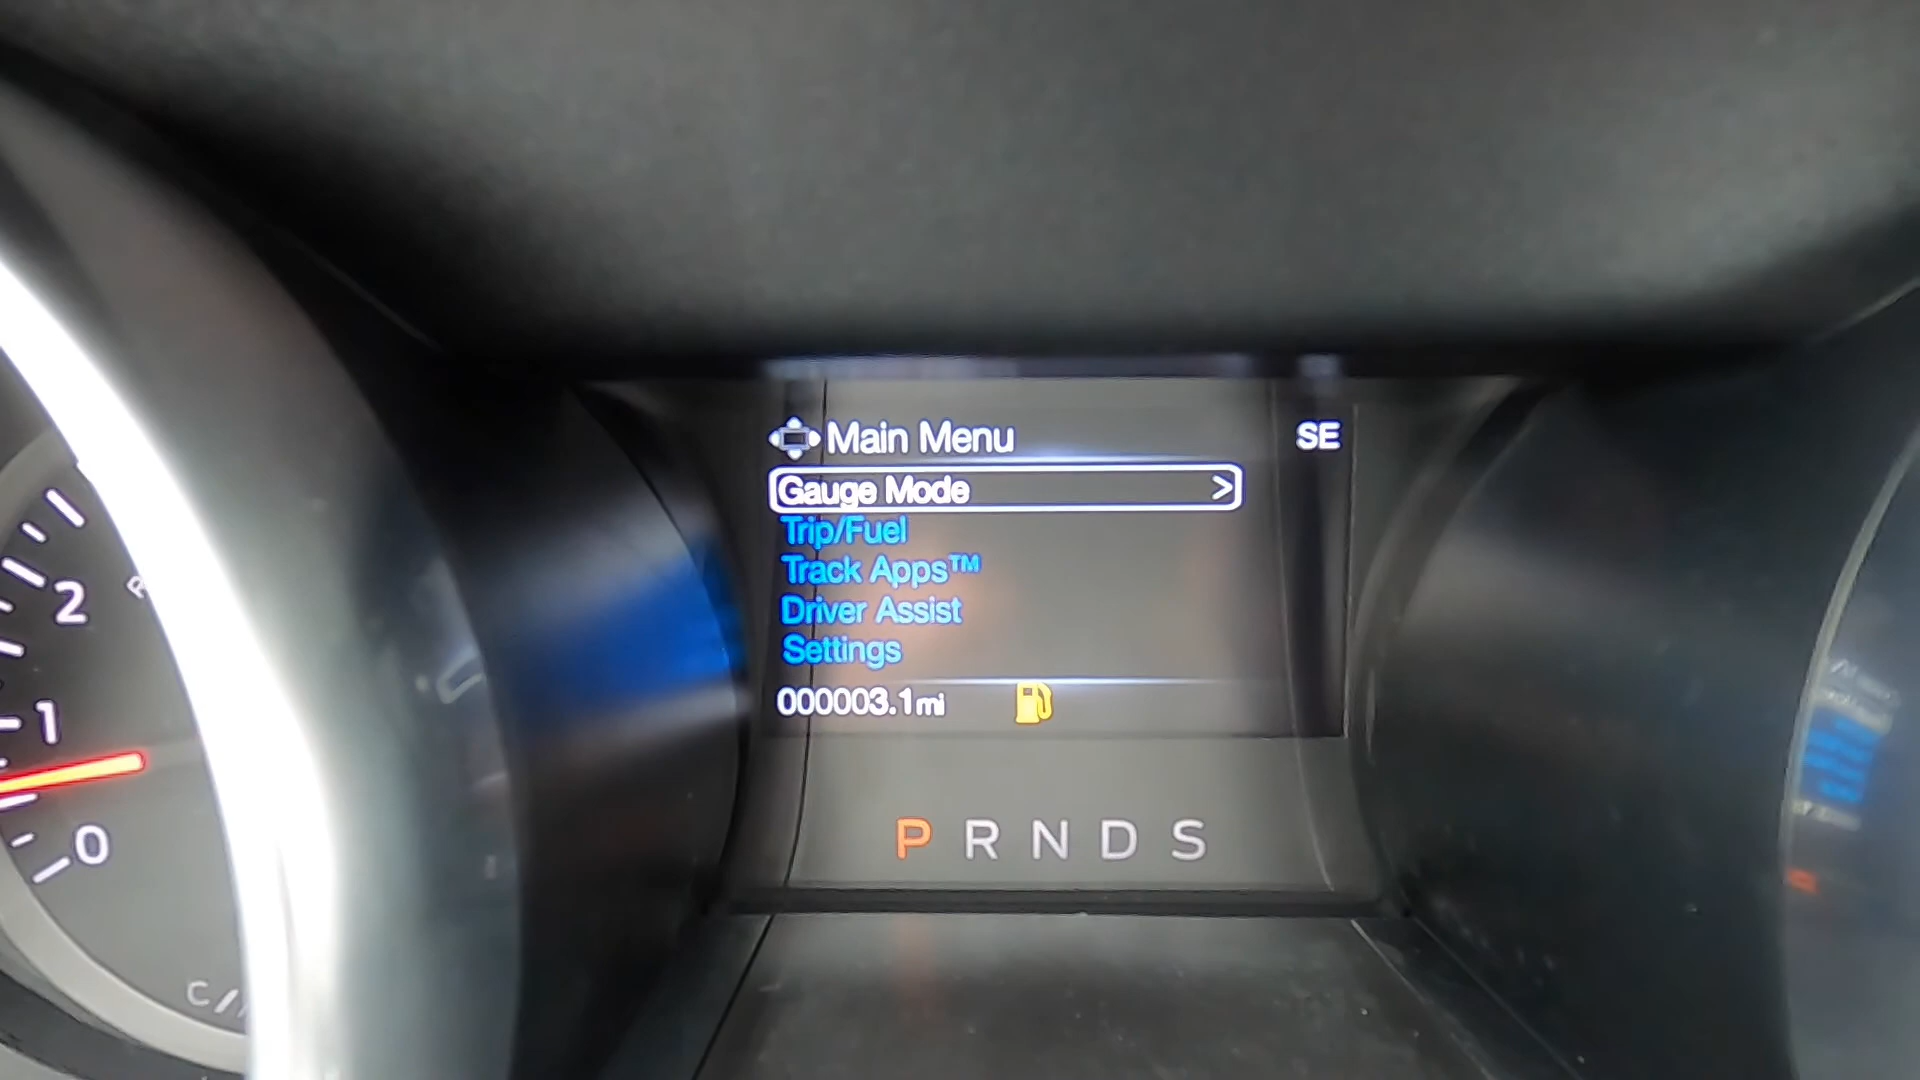 Main Menu SE
Gauge Mode >
Trip/Fuel
Track Apps™
Driver Assist
Settings
000003.1mi
P R N D S
2
1
0